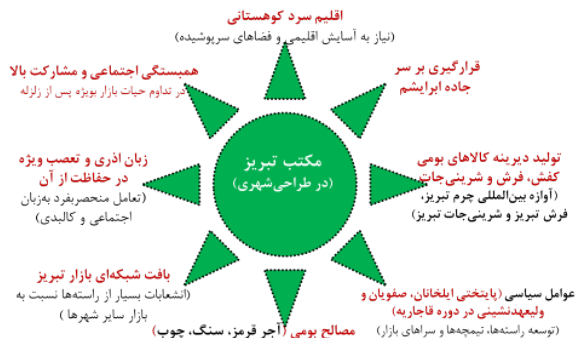 اقلیم سرد کوهستانی
(نیاز به آسایش اقلیمی و فضاهای سرپوشیده)
قرارگیری بر سر
جاده ابرایشم
همبستگی اجتماعی و مشارکت بالا
در تداوم حیات بازار بویژه پس از زلزله
مکتب تبریز
(در طراحی‌شهری)
تولید دیرینه کالاهای بومی
کفش، فرش و شرینی‌جات
(آوازه بین‌المللی چرم تبریز،
فرش تبریز و شرینی‌جات تبریز)
زبان اذری و تعصب ویژه
در حفاظت از آن
(تعامل منحصربفرد به‌زبان
اجتماعی و کالبدی)
عوامل سیاسی (پایتختی ایلخانان، صفویان و
ولیعهدنشینی در دوره قاجاریه)
(توسعه راسته‌ها، تیمچه‌ها و سراهای بازار)
بافت شبکه‌ای بازار تبریز
(انشعابات بسیار از راسته‌ها نسبت به
بازار سایر شهرها )
مصالح بومی (آجر قرمز، سنگ، چوب)